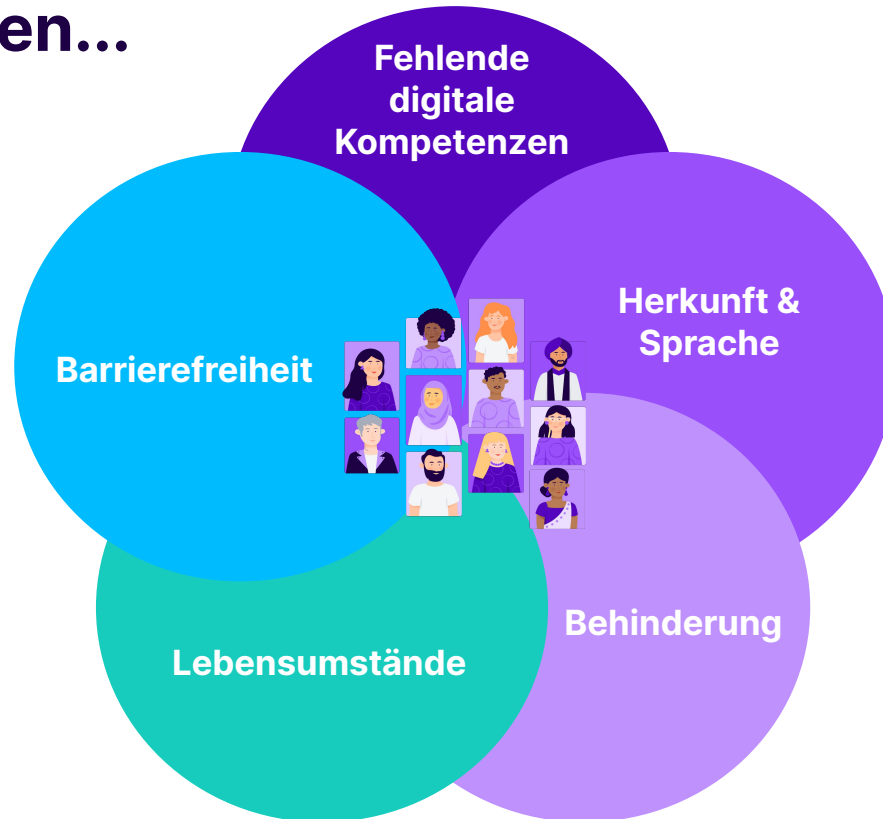 en...
Fehlende
digitale
Kompetenzen
Herkunft &
Sprache
Barrierefreiheit
Behinderung
Lebensumstände